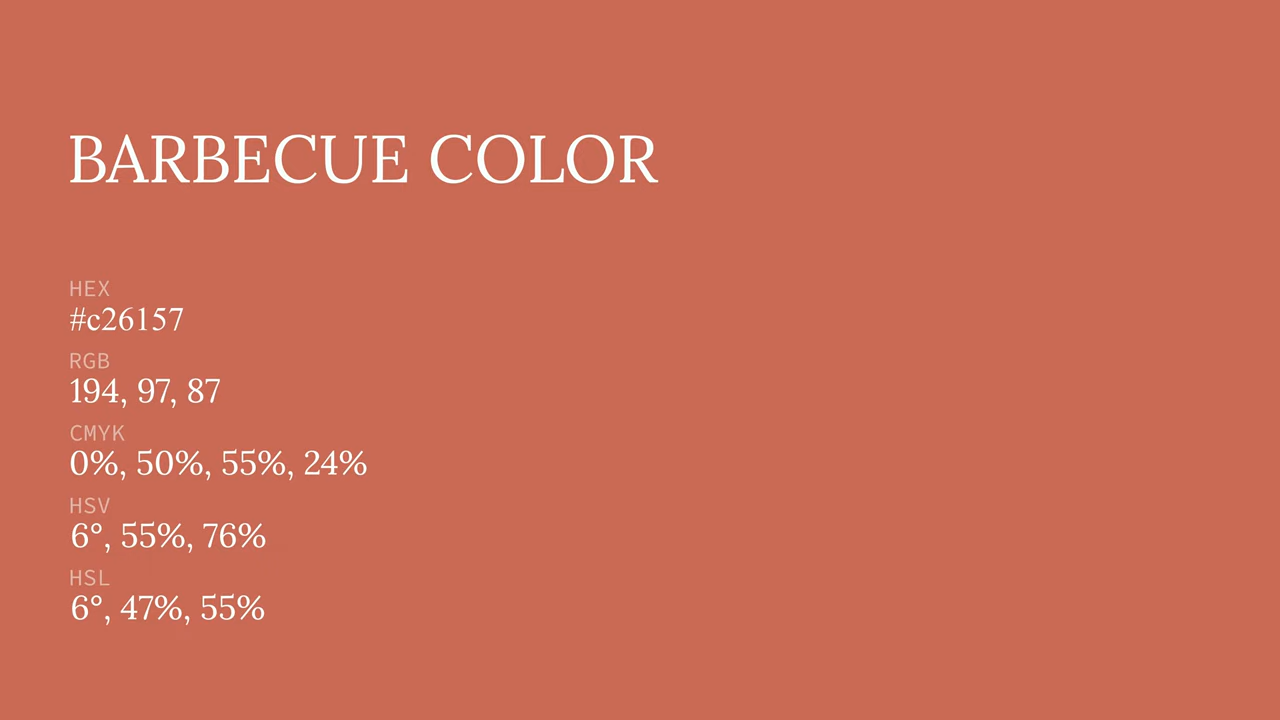 BARBECUE COLOR
HEX
#c26157
RGB
194, 97, 87
CMYK
0%, 50%, 55%, 24%
HSV
6°, 55%, 76%
HSL
6°, 47%, 55%